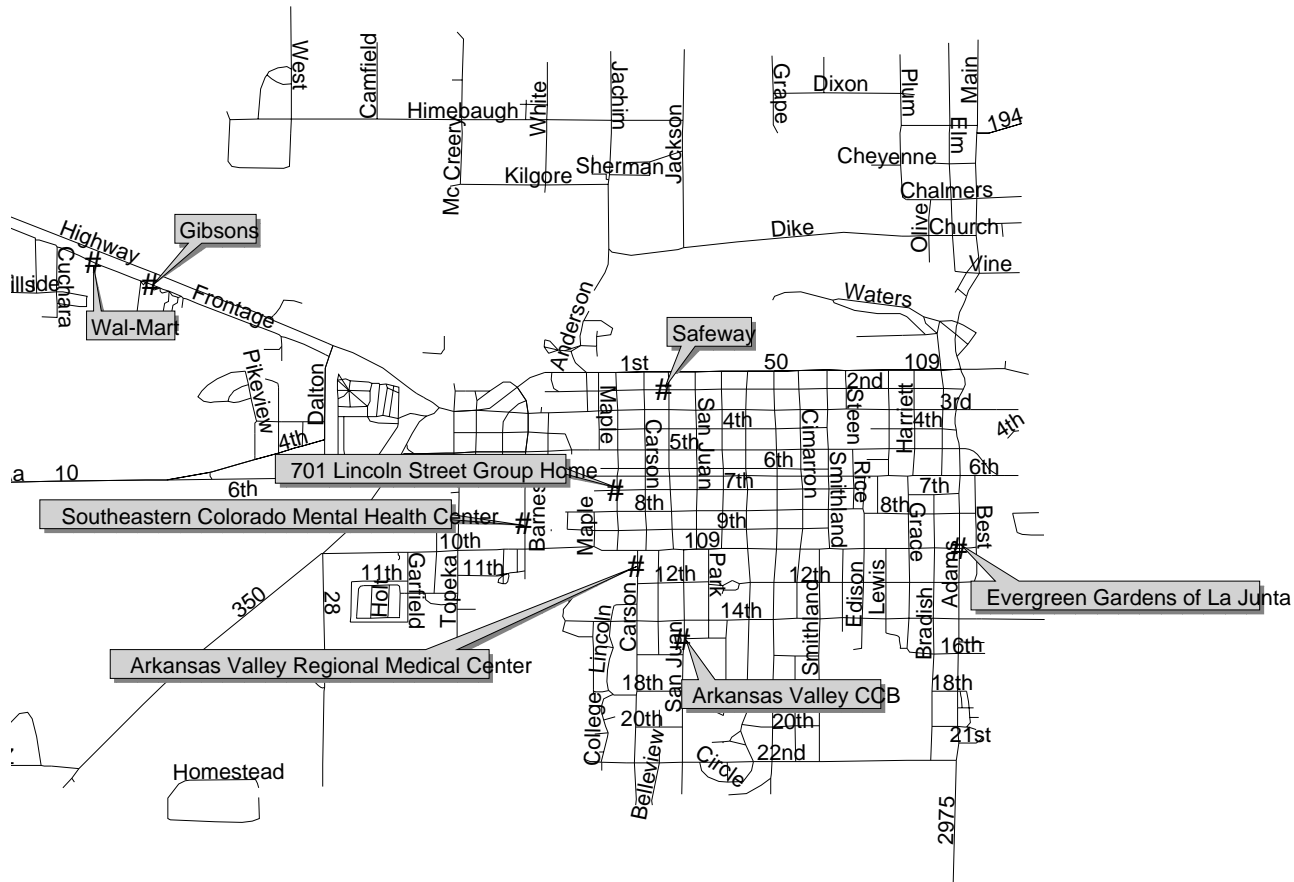 West
Camfield
Mc Creery
Himebaugh
White
Jachim
Jackson
Grape
Dixon
Plum
Main
Elm
194
Sherman
Kilgore
Cheyenne
Chalmers
Olive
Church
Dike
Vine
Highway
Gibsons
Cuchara
illside
Frontage
Wal-Mart
Anderson
Waters
Safeway
Pikeview
Dalton
1st
50
109
2nd
3rd
Maple
Carson
San Juan
4th
Cimarron
Steen
Harriett
4th
4th
4th
5th
6th
6th
a
10
6th
701 Lincoln Street Group Home
7th
7th
Smithland
Rice
8th
8th
Grace
Southeastern Colorado Mental Health Center
Barnes
Maple
9th
Best
10th
109
Adams
11th
11th
Holt
Garfield
Topeka
12th
Park
12th
Edison
Lewis
Evergreen Gardens of La Junta
350
28
Lincoln
Carson
14th
Smithland
Bradish
16th
Arkansas Valley Regional Medical Center
San Juan
18th
Arkansas Valley CCB
18th
College
20th
20th
21st
Belleview
Circle
22nd
Homestead
2975